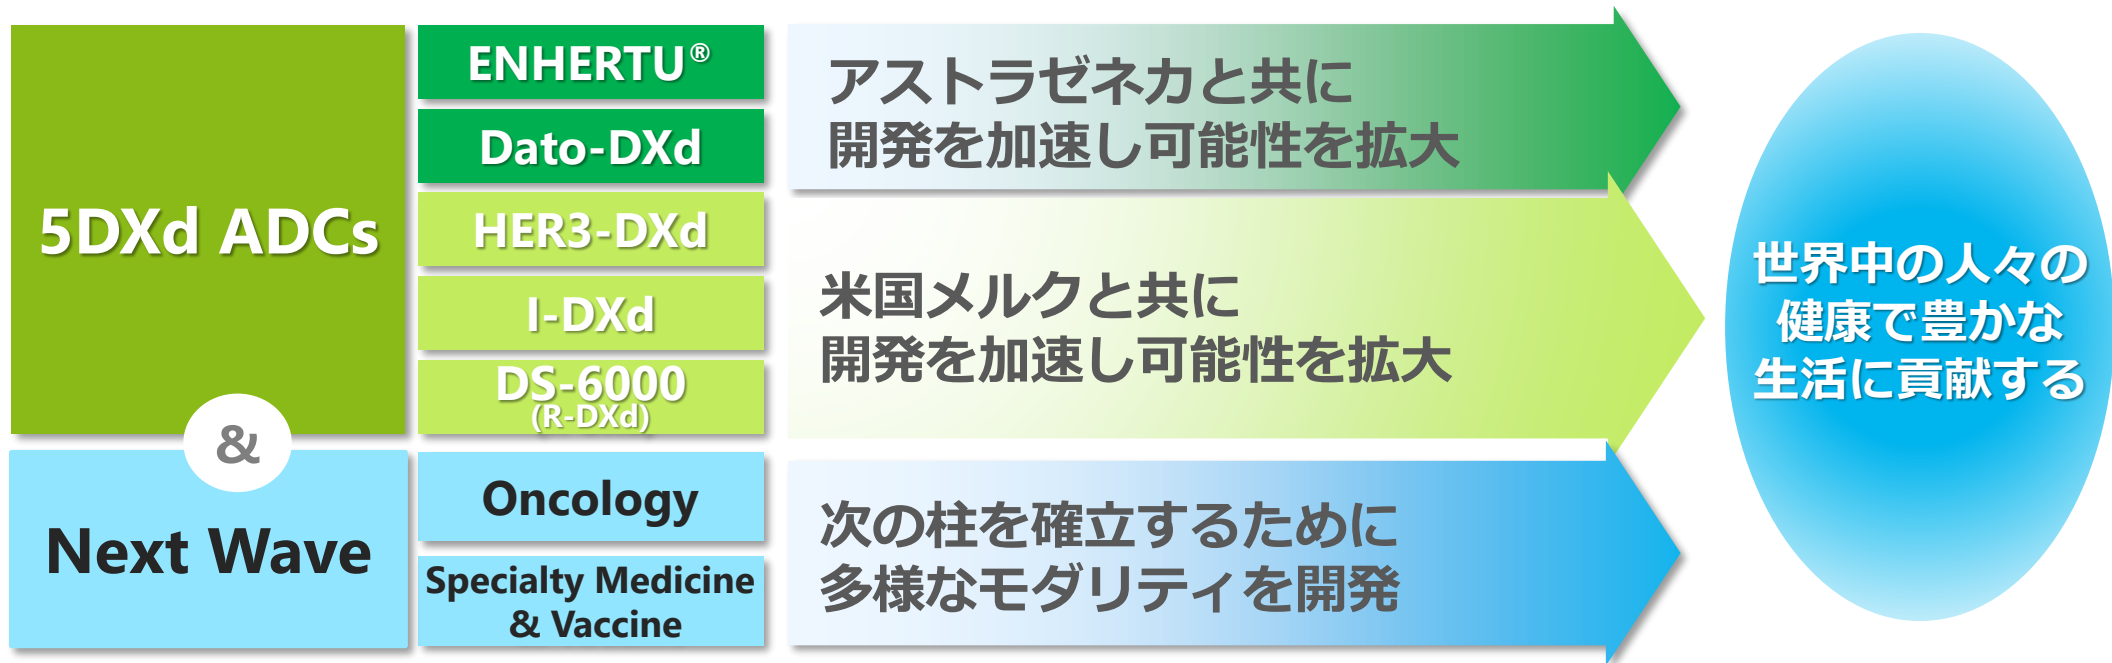 5DXd ADCs
&
Next Wave
ENHERTU®
Dato-DXd
HER3-DXd
I-DXd
DS-6000
(R-DXd)
Oncology
Specialty Medicine
& Vaccine
アストラゼネカと共に
開発を加速し可能性を拡大
米国メルクと共に
開発を加速し可能性を拡大
次の柱を確立するために
多様なモダリティを開発
世界中の人々の
健康で豊かな
生活に貢献する